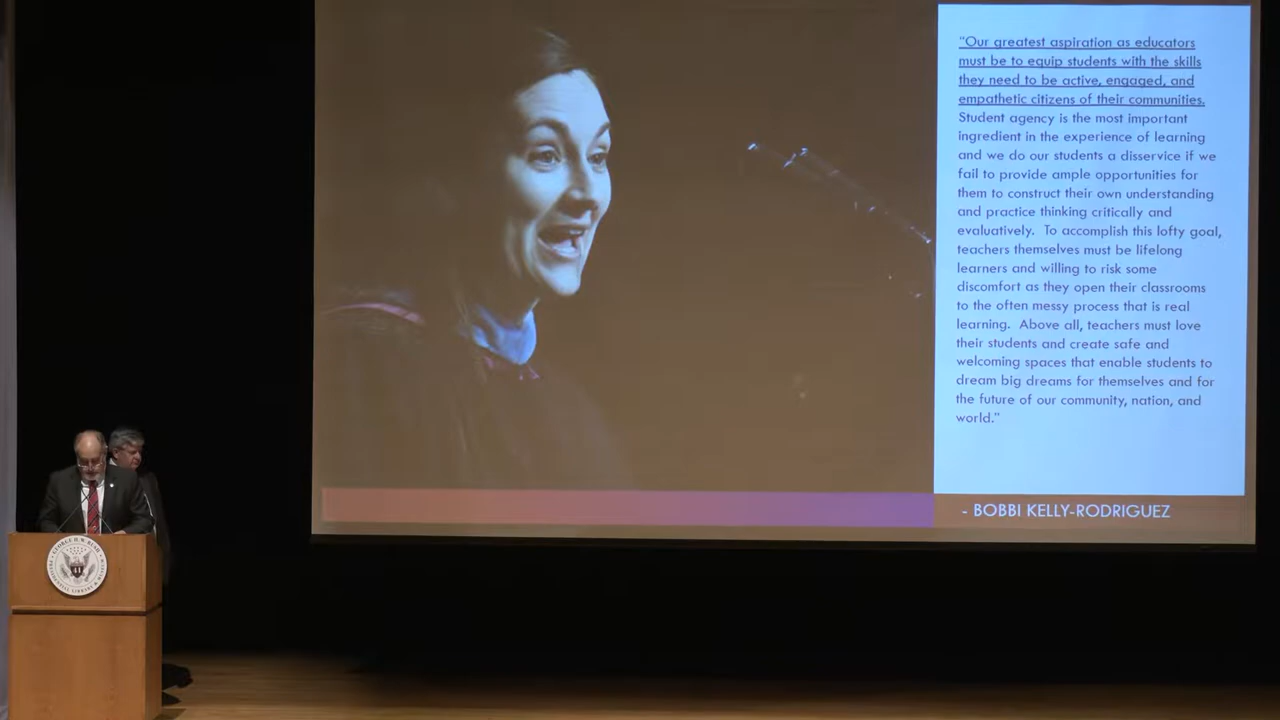 "Our greatest aspiration as educators
must be to equip students with the skills
they need to be active, engaged, and
empathetic citizens of their communities.
Student agency is the most important
ingredient in the experience of learning
and we do our students a disservice if we
fail to provide ample opportunities for
them to construct their own understanding
and practice thinking critically and
evaluatively. To accomplish this lofty goal,
teachers themselves must be lifelong
learners and willing to risk some
discomfort as they open their classrooms
to the often messy process that is real
learning. Above all, teachers must love
their students and create safe and
welcoming spaces that enable students to
dream big dreams for themselves and for
the future of our community, nation, and
world."
- BOBBI KELLY-RODRIGUEZ
GEORGE H.W. BUSH
41
PRESIDENTIAL LIBRARY